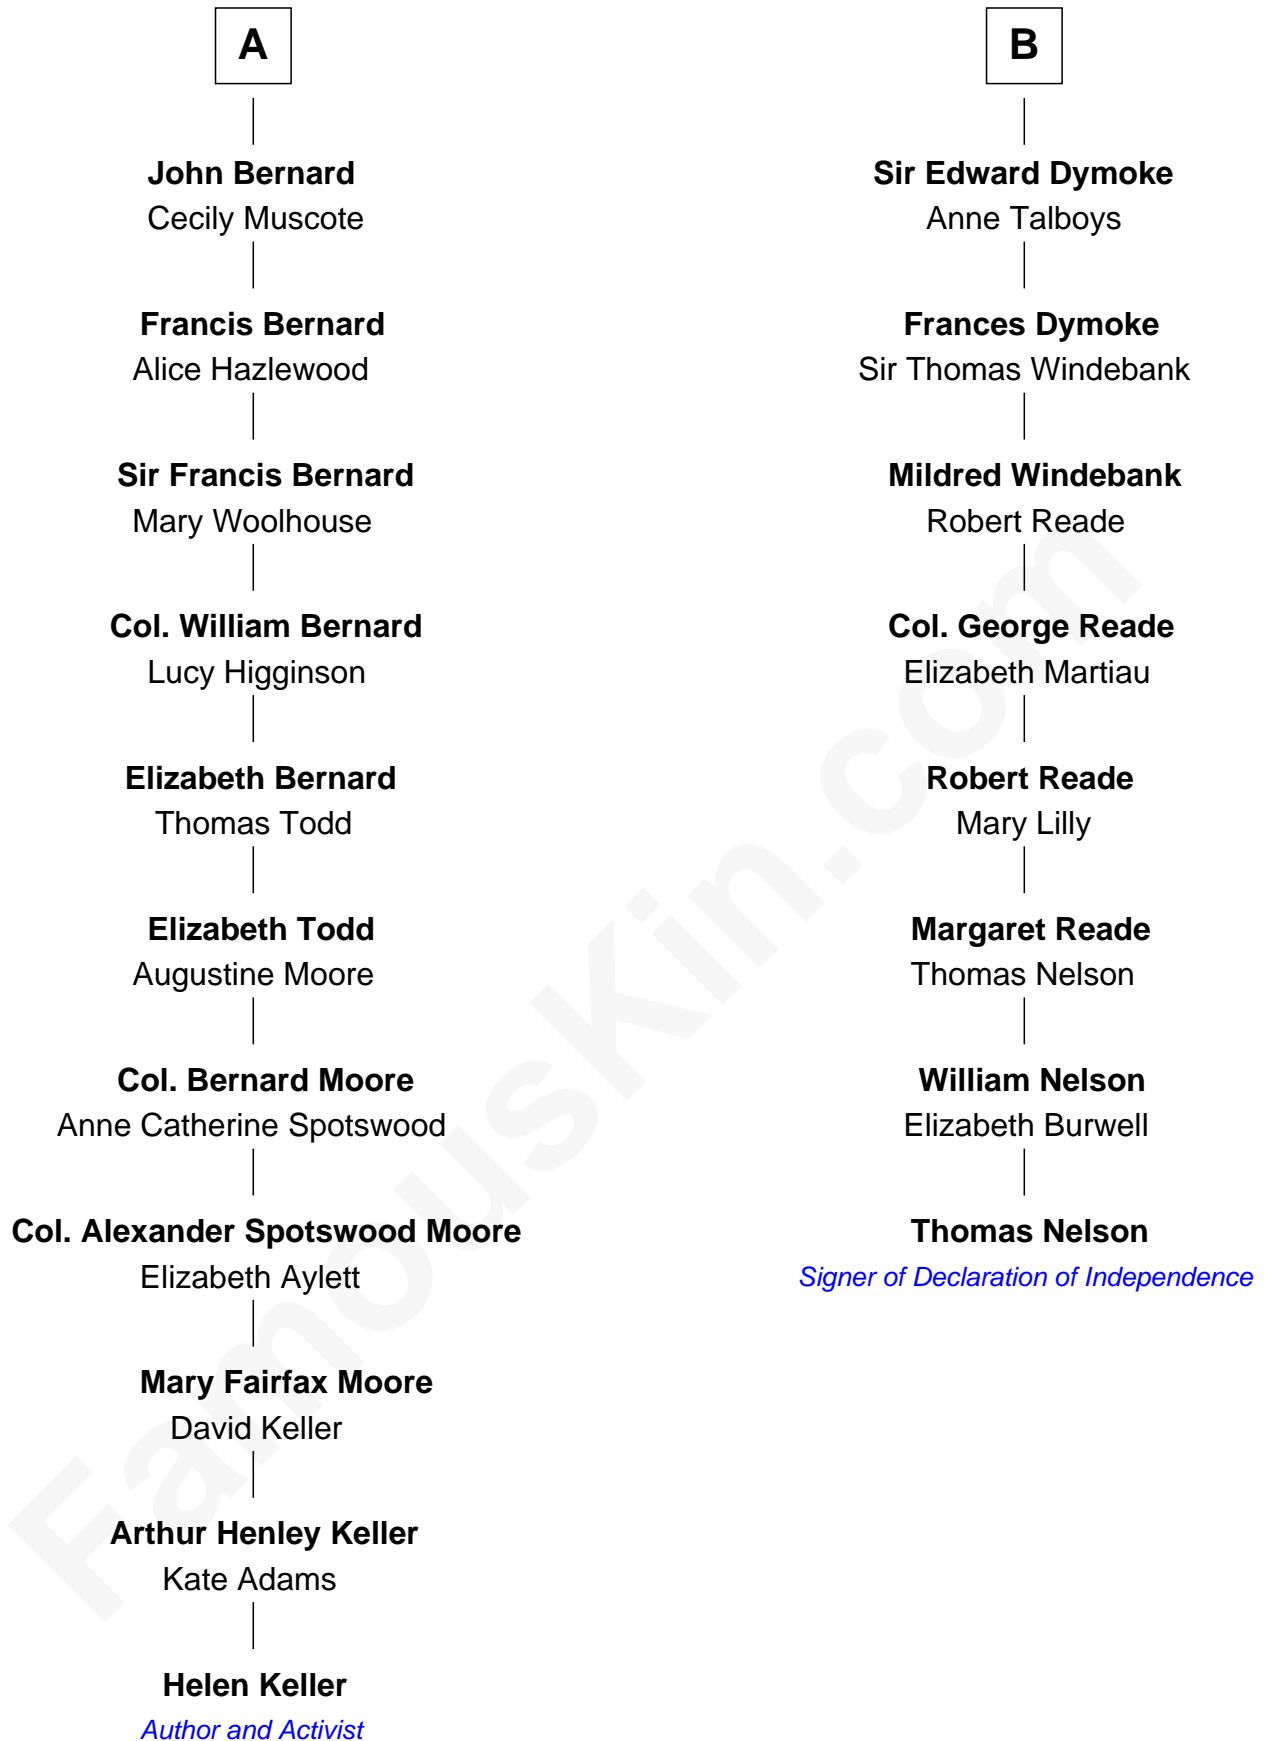 A
John Bernard
Cecily Muscote
Francis Bernard
Alice Hazlewood
Sir Francis Bernard
Mary Woolhouse
Col. William Bernard
Lucy Higginson
Elizabeth Bernard
Thomas Todd
Elizabeth Todd
Augustine Moore
Col. Bernard Moore
Anne Catherine Spotswood
Col. Alexander Spotswood Moore
Elizabeth Aylett
Mary Fairfax Moore
David Keller
Arthur Henley Keller
Kate Adams
Helen Keller
Author and Activist
B
Sir Edward Dymoke
Anne Talboys
Frances Dymoke
Sir Thomas Windebank
Mildred Windebank
Robert Reade
Col. George Reade
Elizabeth Martiau
Robert Reade
Mary Lilly
Margaret Reade
Thomas Nelson
William Nelson
Elizabeth Burwell
Thomas Nelson
Signer of Declaration of Independence
FamousKin.com